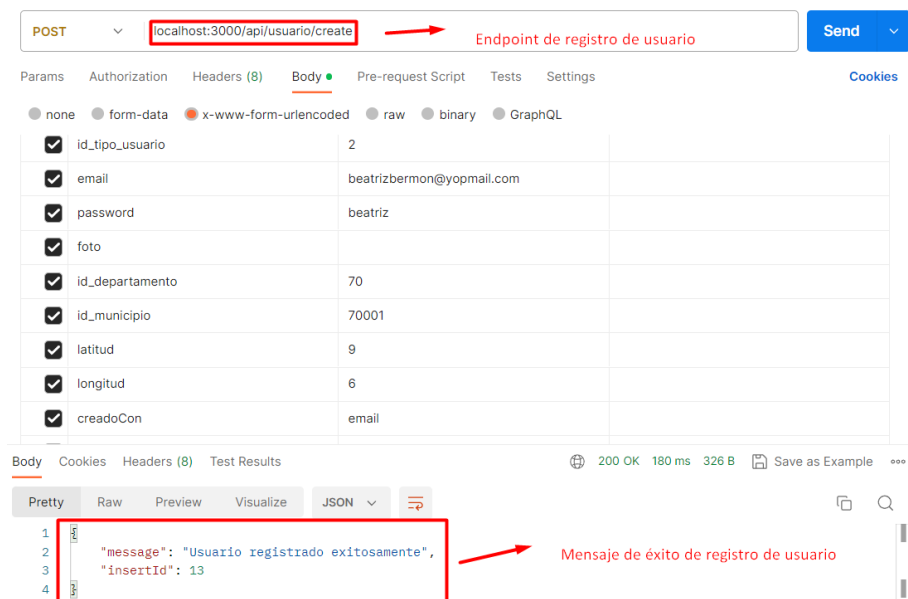 POST localhost:3000/api/usuario/create Send
Endpoint de registro de usuario
Params Authorization Headers (8) Body Pre-request Script Tests Settings Cookies
none form-data x-www-form-urlencoded raw binary GraphQL
id_tipo_usuario 2
email beatrizbermon@yopmail.com
password beatriz
foto
id_departamento 70
id_municipio 70001
latitud 9
longitud 6
creadoCon email
Body Cookies Headers (8) Test Results 200 OK 180 ms 326 B Save as Example
Pretty Raw Preview Visualize JSON
1 {
2 "message": "Usuario registrado exitosamente",
Mensaje de éxito de registro de usuario
3 "insertId": 13
4 }